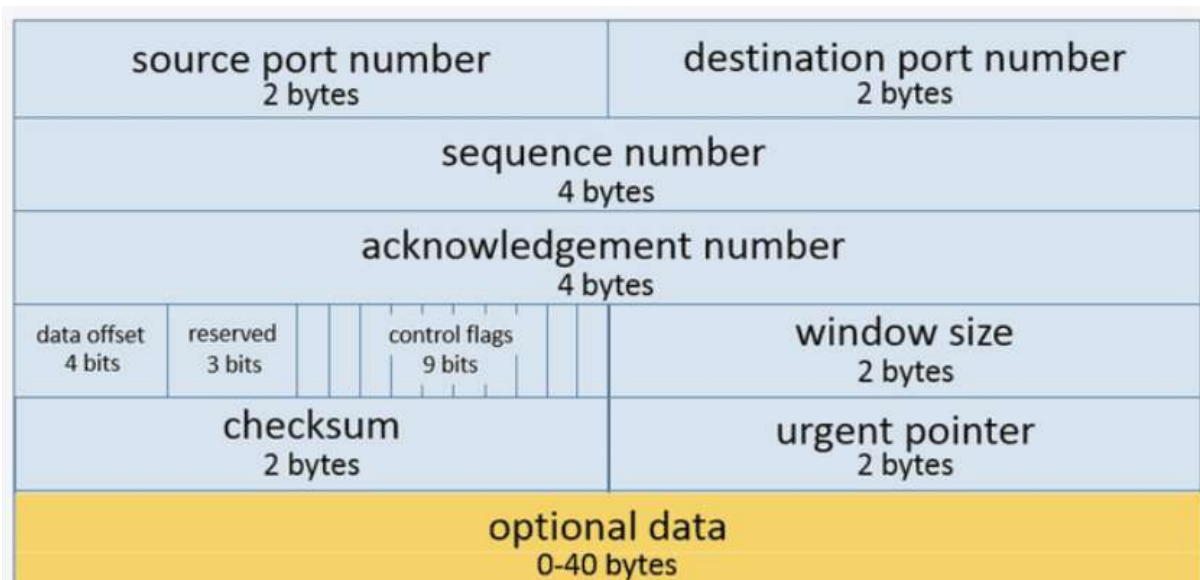 source port number
2 bytes
destination port number
2 bytes
sequence number
4 bytes
acknowledgement number
4 bytes
data offset
4 bits
reserved
3 bits
control flags
9 bits
window size
2 bytes
checksum
2 bytes
urgent pointer
2 bytes
optional data
0-40 bytes